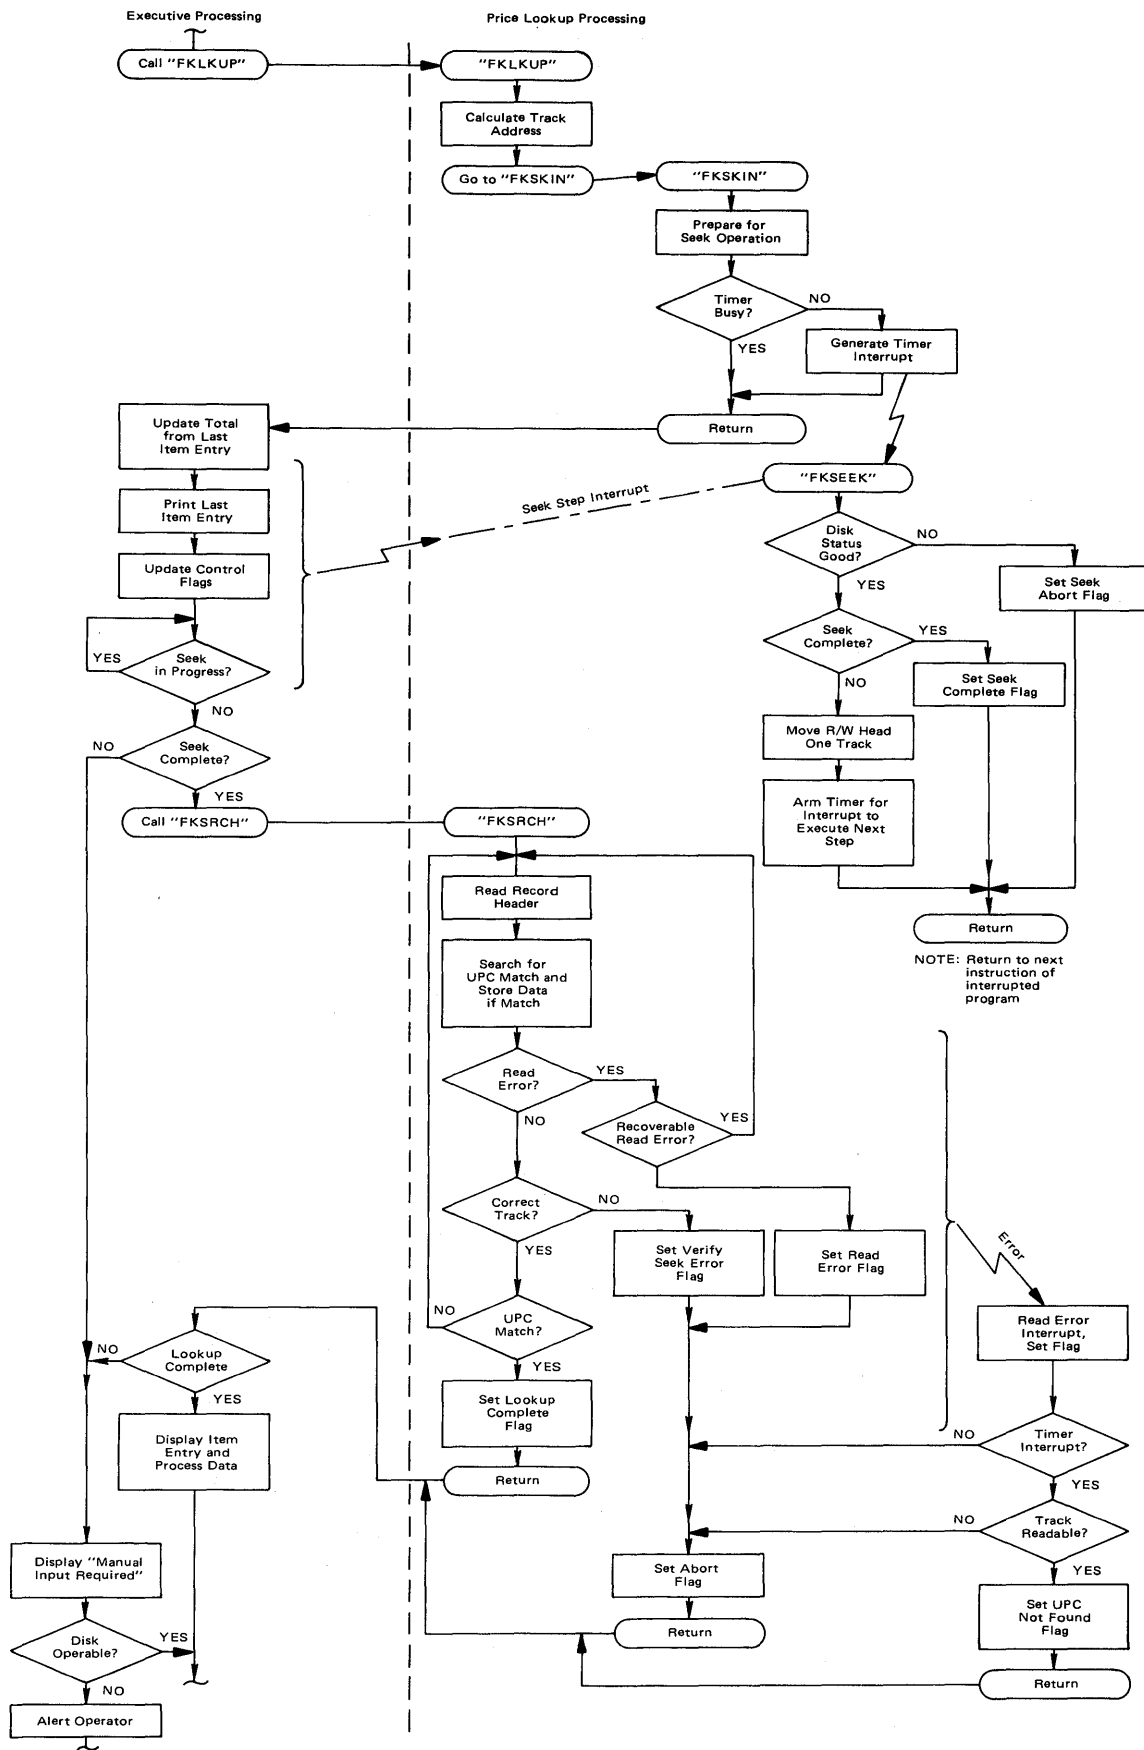 Executive Processing
Price Lookup Processing
Call "FKLKUP"
"FKLKUP"
Calculate Track
Address
Go to "FKSKIN"
"FKSKIN"
Prepare for
Seek Operation
Timer
Busy?
NO
YES
Generate Timer
Interrupt
Return
Update Total
from Last
Item Entry
Print Last
Item Entry
Update Control
Flags
Seek
in Progress?
YES
NO
Seek
Complete?
NO
YES
Call "FKSRCH"
Seek Step Interrupt
"FKSEEK"
Disk
Status
Good?
NO
YES
Set Seek
Abort Flag
Seek
Complete?
YES
NO
Set Seek
Complete Flag
Move R/W Head
One Track
Arm Timer for
Interrupt to
Execute Next
Step
Return
NOTE: Return to next
instruction of
interrupted
program
"FKSRCH"
Read Record
Header
Search for
UPC Match and
Store Data
if Match
Read
Error?
YES
NO
Recoverable
Read Error?
YES
Correct
Track?
NO
YES
Set Verify
Seek Error
Flag
Set Read
Error Flag
UPC
Match?
NO
YES
Set Lookup
Complete
Flag
Return
Error
Read Error
Interrupt,
Set Flag
Timer
Interrupt?
NO
YES
Track
Readable?
NO
YES
Set UPC
Not Found
Flag
Return
Set Abort
Flag
Return
Lookup
Complete
NO
YES
Display Item
Entry and
Process Data
Display "Manual
Input Required"
Disk
Operable?
YES
NO
Alert Operator